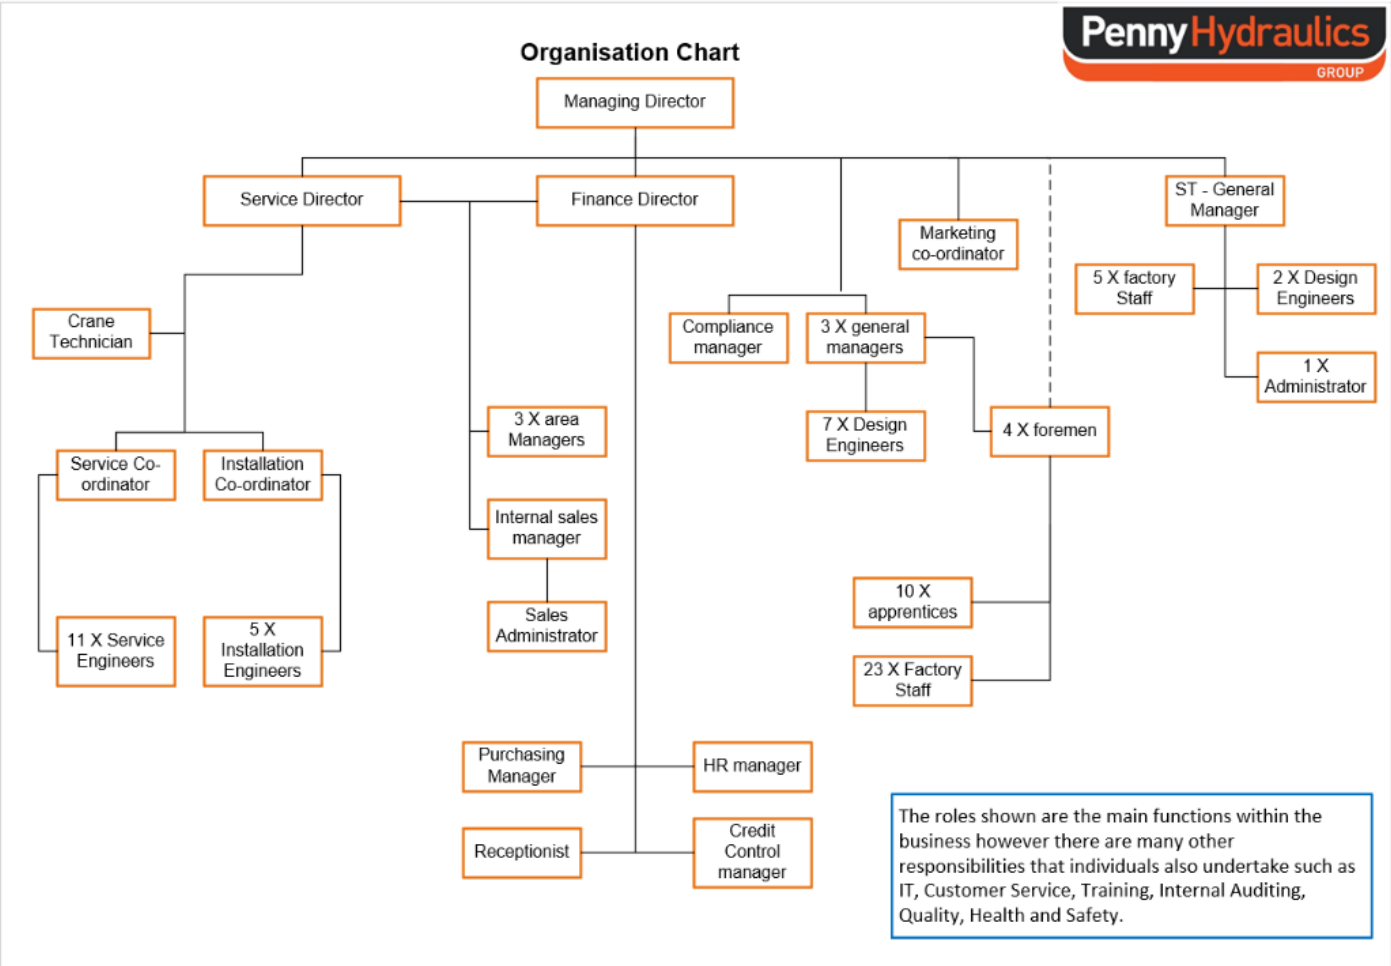 Organisation Chart
PennyHydraulics
GROUP
Managing Director
Service Director
Finance Director
ST - General
Manager
Marketing
co-ordinator
5 X factory
Staff
2 X Design
Engineers
Crane
Technician
Compliance
manager
3 X general
managers
1 X
Administrator
3 X area
Managers
7 X Design
Engineers
4 X foremen
Service Co-
ordinator
Installation
Co-ordinator
Internal sales
manager
10 X
apprentices
Sales
Administrator
11 X Service
Engineers
5 X
Installation
Engineers
23 X Factory
Staff
Purchasing
Manager
HR manager
Receptionist
Credit
Control
manager
The roles shown are the main functions within the
business however there are many other
responsibilities that individuals also undertake such as
IT, Customer Service, Training, Internal Auditing,
Quality, Health and Safety.